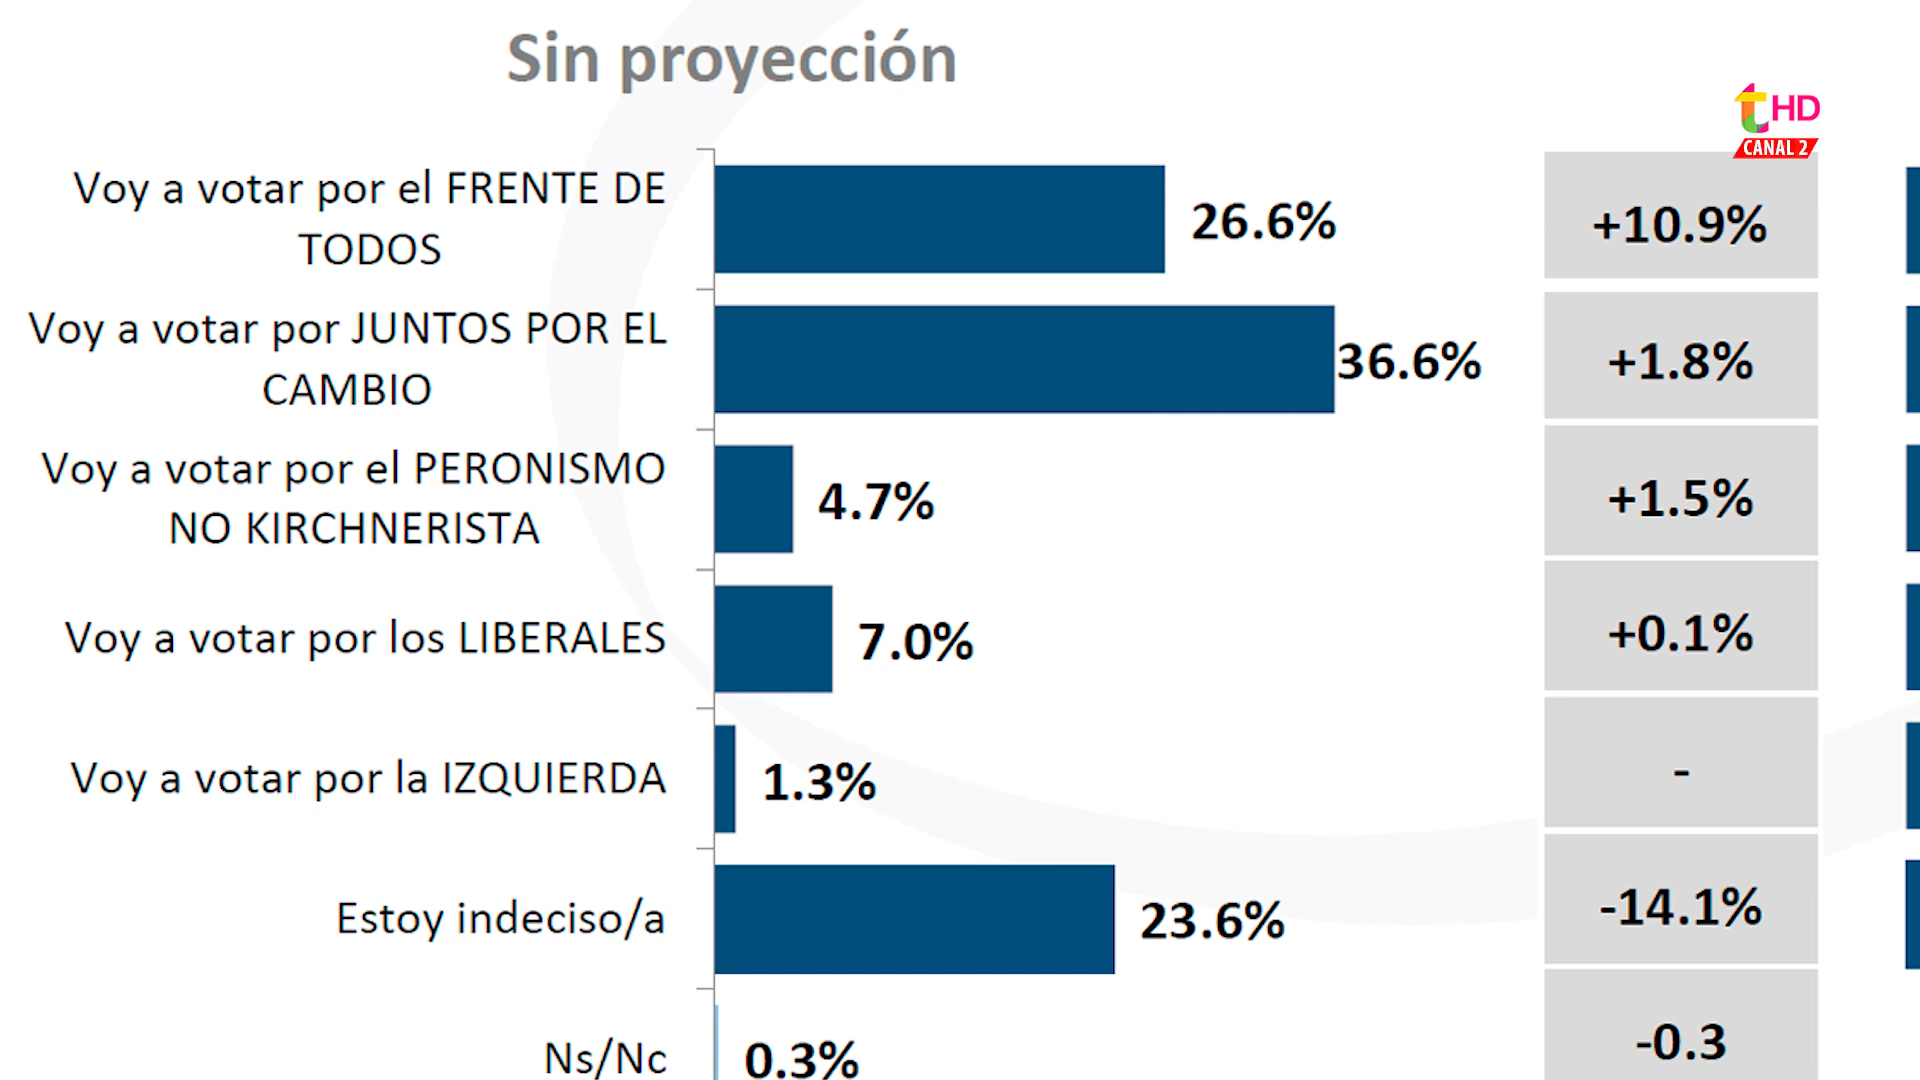 Sin proyección
t HD
CANAL 2
Voy a votar por el FRENTE DE
TODOS
26.6%
+10.9%
Voy a votar por JUNTOS POR EL
CAMBIO
36.6%
+1.8%
Voy a votar por el PERONISMO
NO KIRCHNERISTA
4.7%
+1.5%
Voy a votar por los LIBERALES
7.0%
+0.1%
Voy a votar por la IZQUIERDA
1.3%
-
Estoy indeciso/a
23.6%
-14.1%
Ns/Nc
0.3%
-0.3